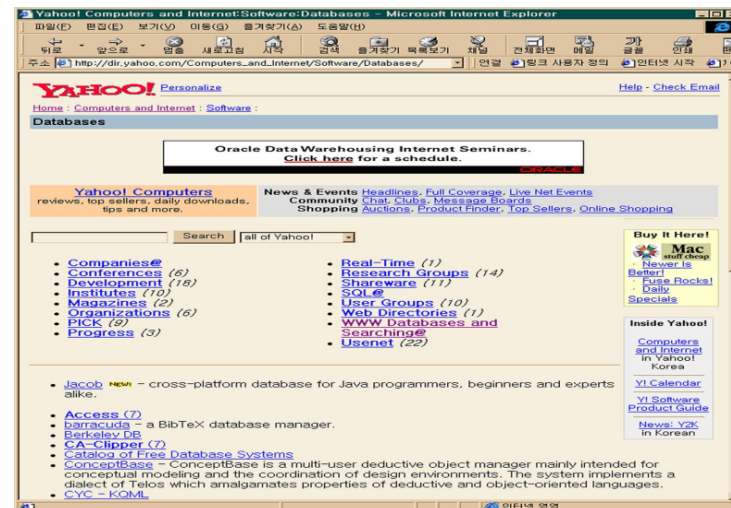 Yahoo! Computers and Internet:Software:Databases - Microsoft Internet Explorer
파일(F) 편집(E) 보기(V) 이동(G) 즐겨찾기(A) 도움말(H)
뒤로 앞으로 멈춤 새로고침 시작 검색 즐겨찾기 목록보기 채널 전체화면 메일 글꼴 인쇄
주소 http://dir.yahoo.com/Computers_and_Internet/Software/Databases/ 연결 링크 사용자 정의 인터넷 시작
YAHOO! Personalize Help - Check Email
Home : Computers and Internet : Software :
Databases
Oracle Data Warehousing Internet Seminars.
Click here for a schedule.
ORACLE
Yahoo! Computers
reviews, top sellers, daily downloads,
tips and more.
News & Events Headlines, Full Coverage, Live Net Events
Community Chat, Clubs, Message Boards
Shopping Auctions, Product Finder, Top Sellers, Online Shopping
Search all of Yahoo!
Companies@
Conferences (6)
Development (18)
Institutes (10)
Magazines (2)
Organizations (6)
PICK (9)
Progress (3)
Real-Time (1)
Research Groups (14)
Shareware (11)
SQL@
User Groups (10)
Web Directories (1)
WWW Databases and
Searching@
Usenet (22)
Buy It Here!
Mac
stuff cheap
· Newer Is
Better!
· Fuse Rocks!
· Daily
Specials
Inside Yahoo!
Computers
and Internet
in Yahoo!
Korea
Y! Calendar
Y! Software
Product Guide
News: Y2K
in Korean
Jacob NEW! - cross-platform database for Java programmers, beginners and experts
alike.
Access (7)
barracuda - a BibTeX database manager.
Berkeley DB
CA-Clipper (7)
Catalog of Free Database Systems
ConceptBase - ConceptBase is a multi-user deductive object manager mainly intended for
conceptual modeling and the coordination of design environments. The system implements a
dialect of Telos which amalgamates properties of deductive and object-oriented languages.
CYC - KQML
인터넷 영역